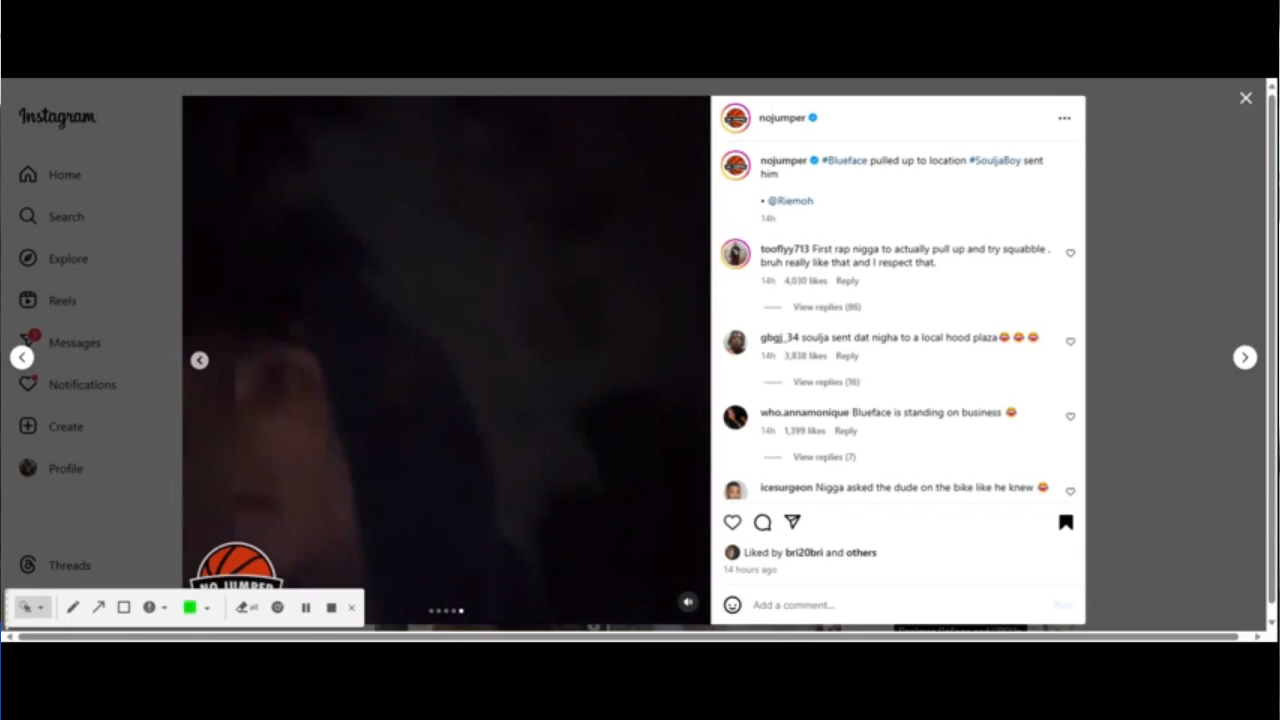 Instagram
Home
Search
Explore
Reels
1
Messages
Notifications
Create
Profile
Threads
NO JUMPER
all
nojumper
nojumper #Blueface pulled up to location #SouljaBoy sent
him
• @Riemoh
14h
tooflyy713 First rap nigga to actually pull up and try squabble .
bruh really like that and I respect that.
14h 4,030 likes Reply
View replies (86)
gbgj_34 soulja sent dat nigha to a local hood plaza😂 😂 😂
14h 3,838 likes Reply
View replies (16)
who.annamonique Blueface is standing on business 😂
14h 1,399 likes Reply
View replies (7)
icesurgeon Nigga asked the dude on the bike like he knew 😂
Liked by bri20bri and others
14 hours ago
Add a comment...
Post